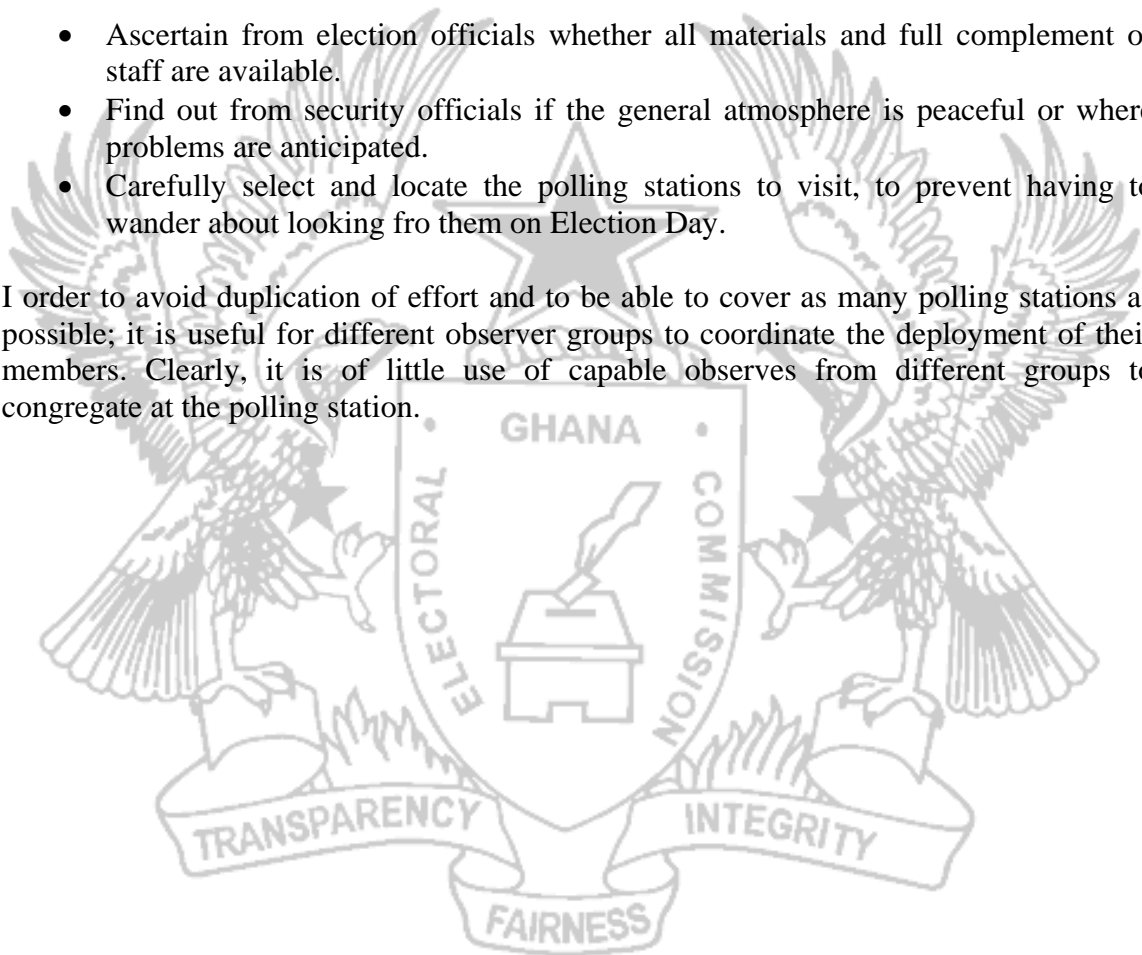 • Ascertain from election officials whether all materials and full complement o
staff are available.
• Find out from security officials if the general atmosphere is peaceful or where
problems are anticipated.
• Carefully select and locate the polling stations to visit, to prevent having to
wander about looking fro them on Election Day.
I order to avoid duplication of effort and to be able to cover as many polling stations a
possible; it is useful for different observer groups to coordinate the deployment of their
members. Clearly, it is of little use of capable observes from different groups to
congregate at the polling station.
GHANA
ELECTORAL
COMMISSION
TRANSPARENCY
INTEGRITY
FAIRNESS